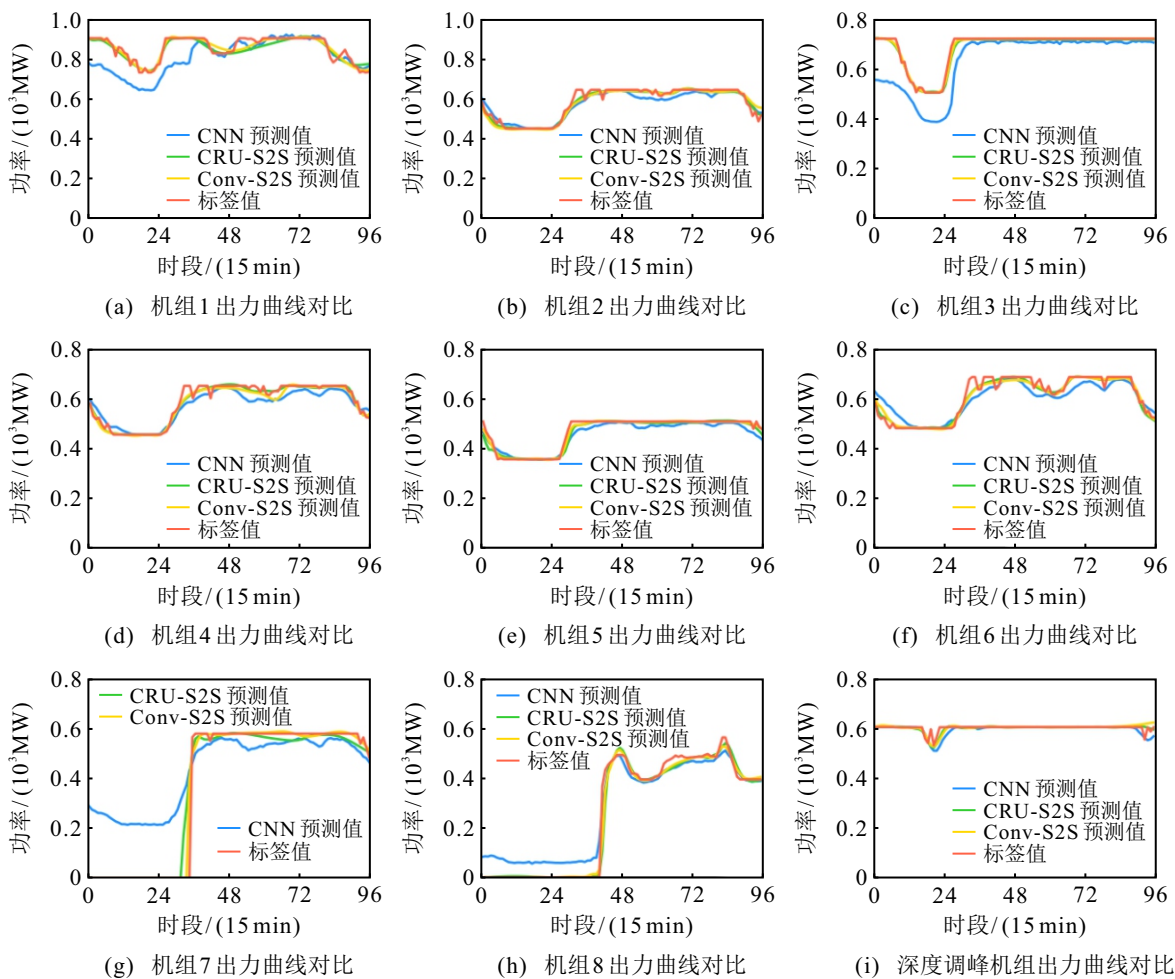 1.0
0.8
0.6
0.4
0.2
0
功率/(10³MW)
CNN 预测值
CRU-S2S 预测值
Conv-S2S 预测值
标签值
0 24 48 72 96
时段/(15 min)
(a) 机组1 出力曲线对比
1.0
0.8
0.6
0.4
0.2
0
功率/(10³MW)
CNN 预测值
CRU-S2S 预测值
Conv-S2S 预测值
标签值
0 24 48 72 96
时段/(15 min)
(b) 机组2 出力曲线对比
0.8
0.6
0.4
0.2
0
功率/(10³MW)
CNN 预测值
CRU-S2S 预测值
Conv-S2S 预测值
标签值
0 24 48 72 96
时段/(15 min)
(c) 机组3 出力曲线对比
0.8
0.6
0.4
0.2
0
功率/(10³MW)
CNN 预测值
CRU-S2S 预测值
Conv-S2S 预测值
标签值
0 24 48 72 96
时段/(15 min)
(d) 机组4 出力曲线对比
0.8
0.6
0.4
0.2
0
功率/(10³MW)
CNN 预测值
CRU-S2S 预测值
Conv-S2S 预测值
标签值
0 24 48 72 96
时段/(15 min)
(e) 机组5 出力曲线对比
0.8
0.6
0.4
0.2
0
功率/(10³MW)
CNN 预测值
CRU-S2S 预测值
Conv-S2S 预测值
标签值
0 24 48 72 96
时段/(15 min)
(f) 机组6 出力曲线对比
0.8
0.6
0.4
0.2
0
功率/(10³MW)
CRU-S2S 预测值
Conv-S2S 预测值
CNN 预测值
标签值
0 24 48 72 96
时段/(15 min)
(g) 机组7 出力曲线对比
0.8
0.6
0.4
0.2
0
功率/(10³MW)
CNN 预测值
CRU-S2S 预测值
Conv-S2S 预测值
标签值
0 24 48 72 96
时段/(15 min)
(h) 机组8 出力曲线对比
0.8
0.6
0.4
0.2
0
功率/(10³MW)
CNN 预测值
CRU-S2S 预测值
Conv-S2S 预测值
标签值
0 24 48 72 96
时段/(15 min)
(i) 深度调峰机组出力曲线对比